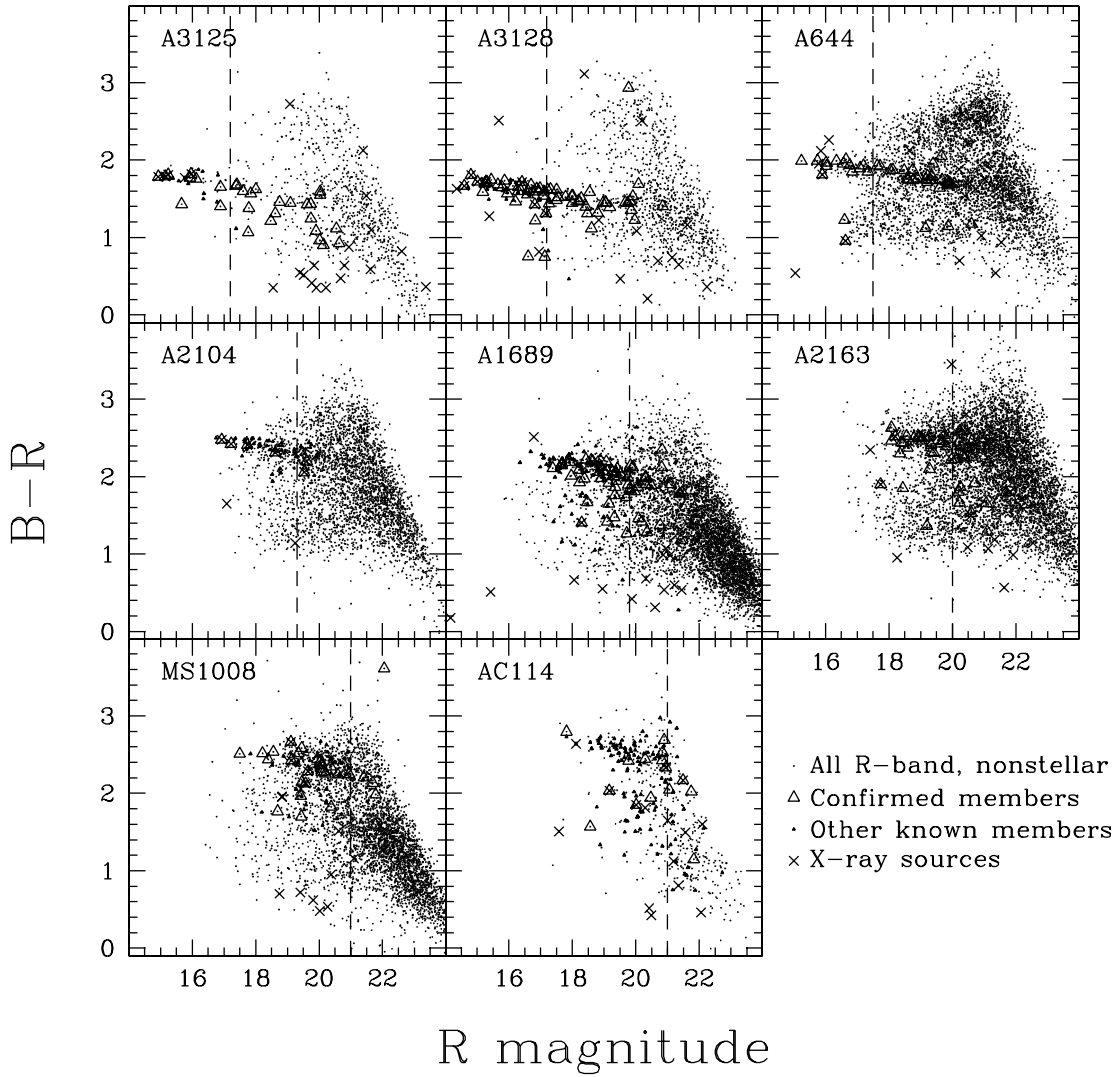 A3125 A3128 A644
3
2
1
0
A2104 A1689 A2163
3
2
1
0
B−R
16 18 20 22
MS1008 AC114
3
2
1
0
All R−band, nonstellar
Confirmed members
Other known members
X−ray sources
16 18 20 22 16 18 20 22
R magnitude